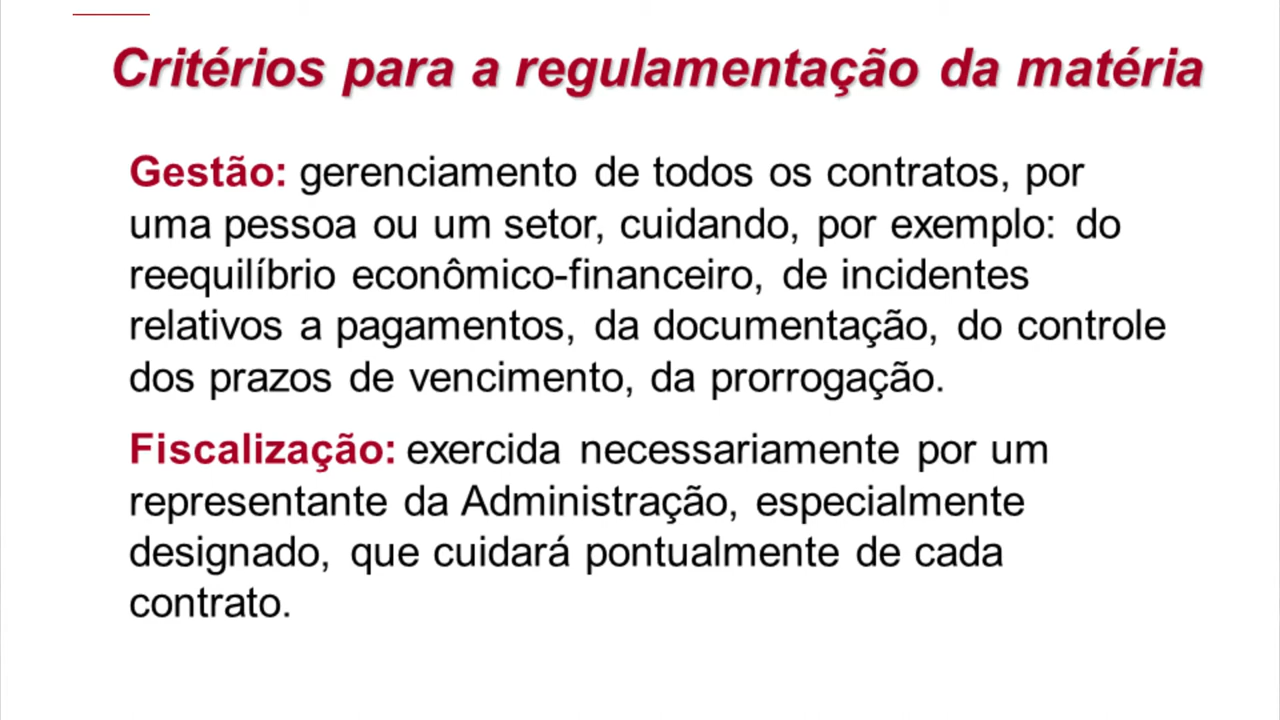 Critérios para a regulamentação da matéria
Gestão: gerenciamento de todos os contratos, por
uma pessoa ou um setor, cuidando, por exemplo: do
reequilíbrio econômico-financeiro, de incidentes
relativos a pagamentos, da documentação, do controle
dos prazos de vencimento, da prorrogação.
Fiscalização: exercida necessariamente por um
representante da Administração, especialmente
designado, que cuidará pontualmente de cada
contrato.